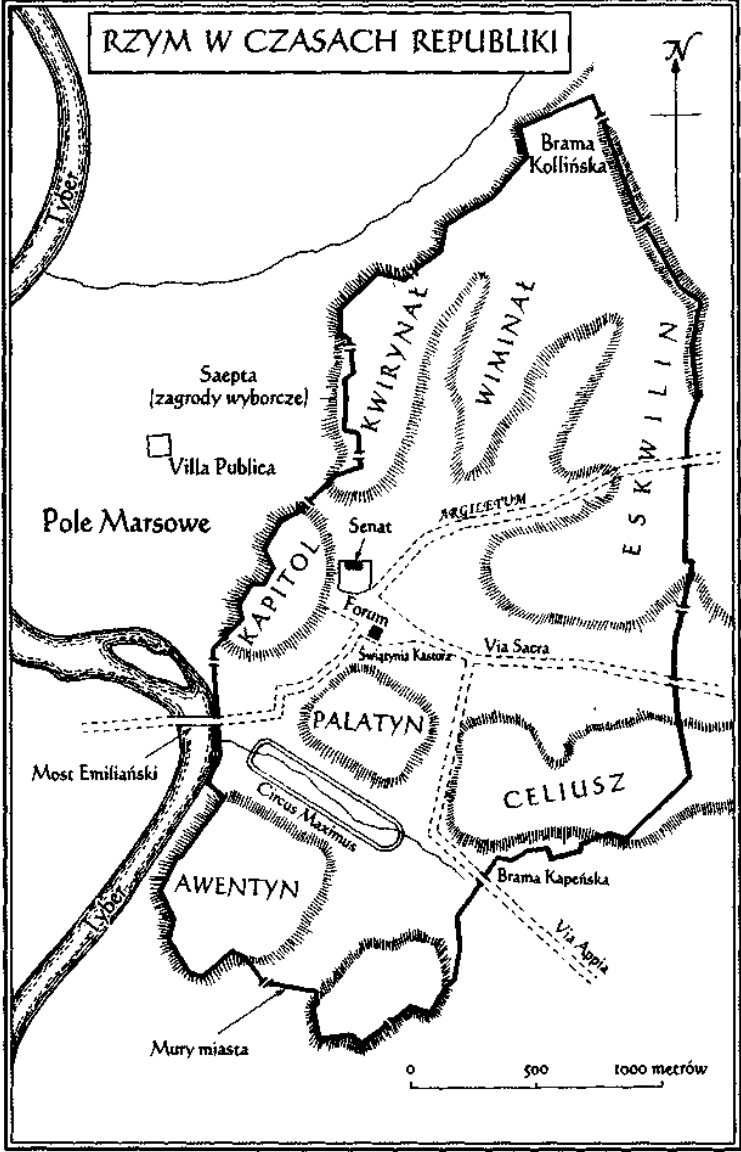 RZYM W CZASACH REPUBLIKI
N
Brama
Kollińska
Tyber
KWIRYNAŁ
WIMINAŁ
ESKWILIN
Saepta
(zagrody wyborcze)
Villa Publica
Pole Marsowe
Senat
ARGILETUM
KAPITOL
Forum
Świątynia Kastora
Via Sacra
PALATYN
Most Emiliański
CELIUSZ
Circus Maximus
AWENTYN
Brama Kapeńska
Tyber
Via Appia
Mury miasta
0 500 1000 metrów